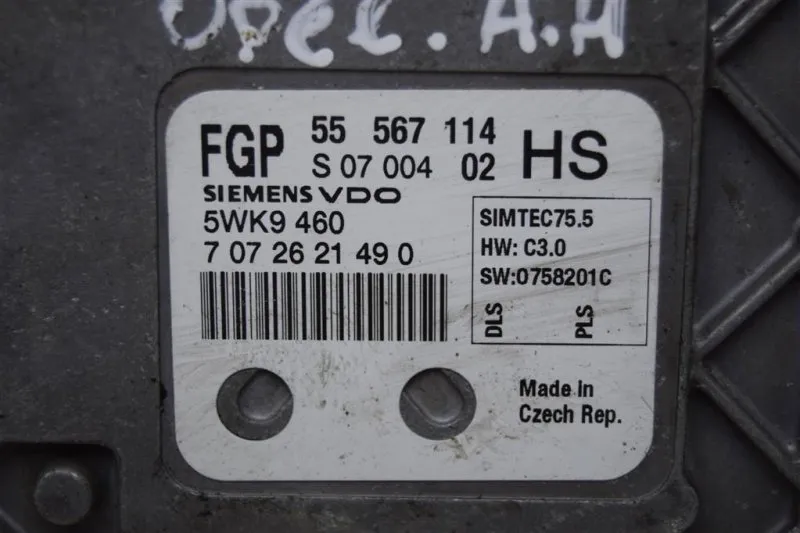 Opel. A.H
FGP 55 567 114 HS
S 07 004 02
SIEMENS VDO
5WK9 460
7 07 26 21 49 0
SIMTEC75.5
HW: C3.0
SW:0758201C
DLS PLS
Made in
Czech Rep.